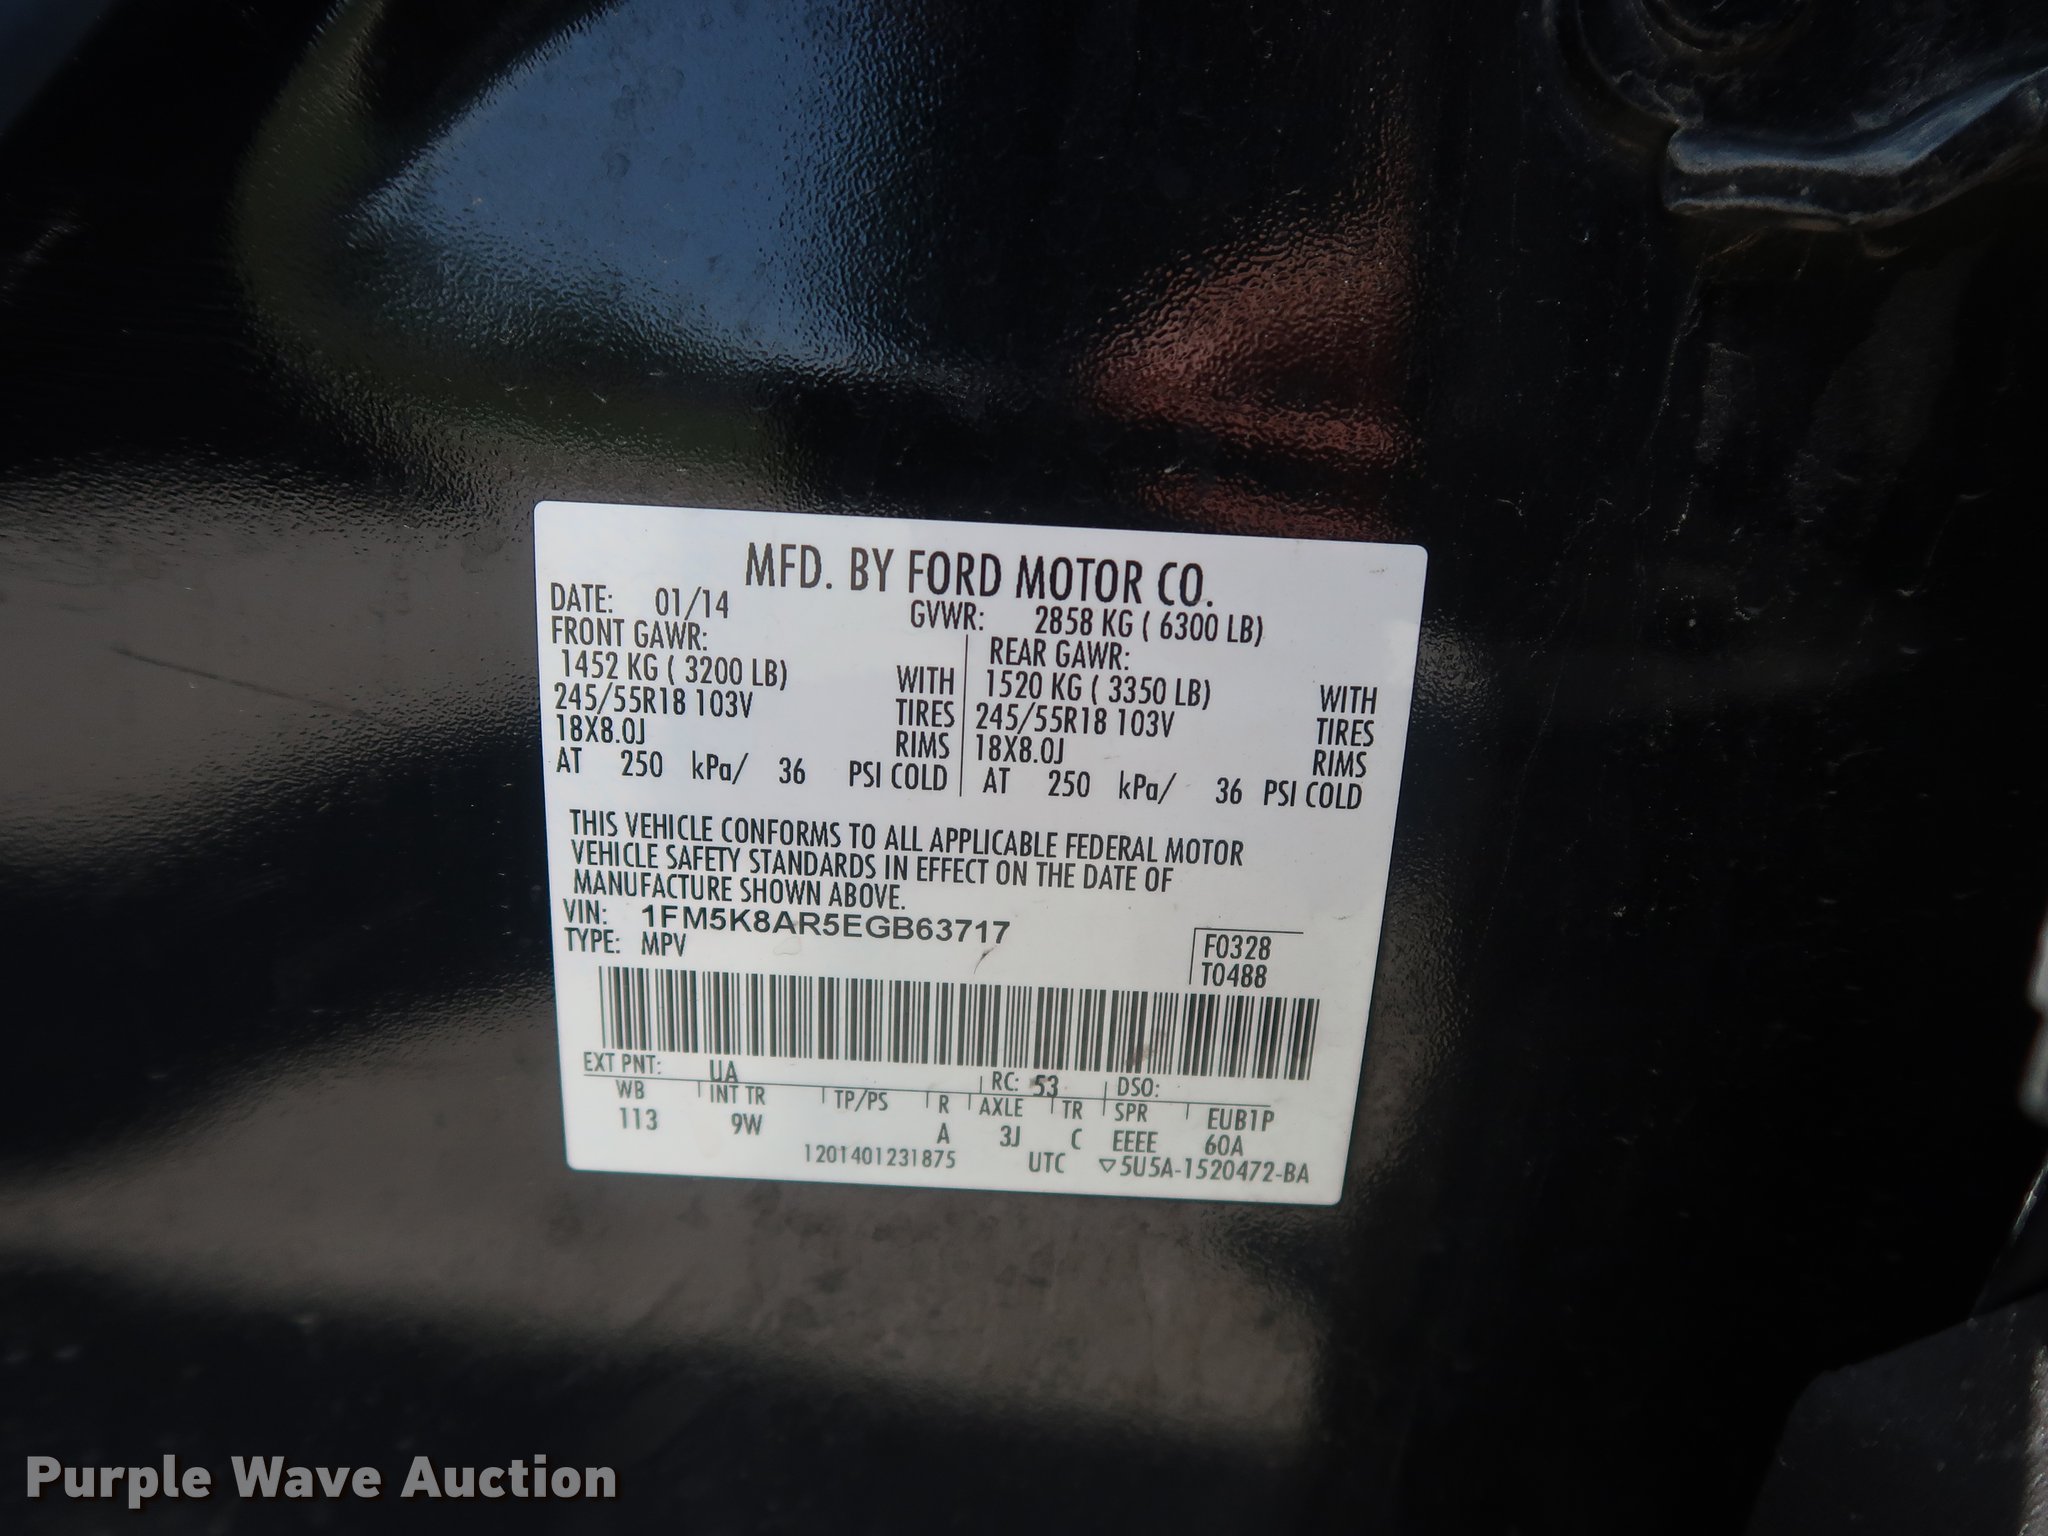 MFD. BY FORD MOTOR CO.
DATE: 01/14 GVWR: 2858 KG ( 6300 LB)
FRONT GAWR: REAR GAWR:
1452 KG ( 3200 LB) WITH 1520 KG ( 3350 LB) WITH
245/55R18 103V TIRES 245/55R18 103V TIRES
18X8.0J RIMS 18X8.0J RIMS
AT 250 kPa/ 36 PSI COLD AT 250 kPa/ 36 PSI COLD
THIS VEHICLE CONFORMS TO ALL APPLICABLE FEDERAL MOTOR
VEHICLE SAFETY STANDARDS IN EFFECT ON THE DATE OF
MANUFACTURE SHOWN ABOVE.
VIN: 1FM5K8AR5EGB63717
TYPE: MPV F0328
T0488
EXT PNT: UA RC: 53 DSO:
WB INT TR TP/PS R AXLE TR SPR EUB1P
113 9W A 3J C EEEE 60A
1201401231875 UTC ▽5U5A-1520472-BA
Purple Wave Auction